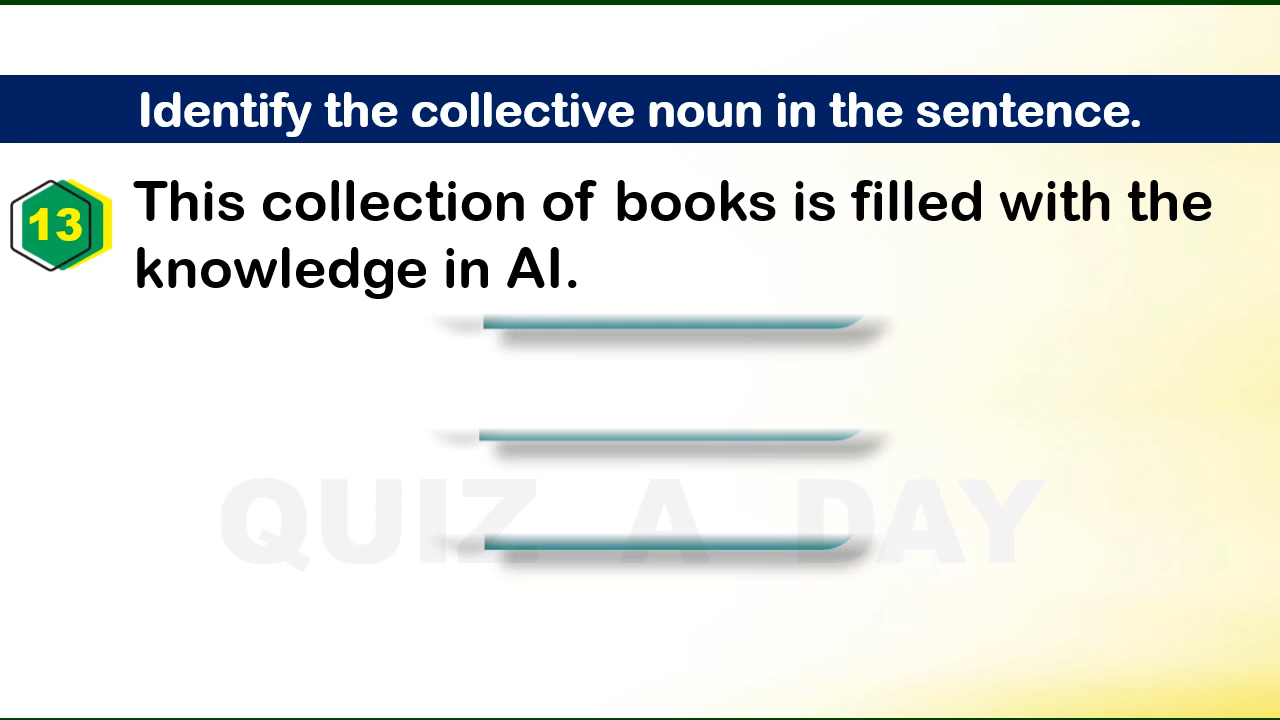 Identify the collective noun in the sentence.
13
This collection of books is filled with the
knowledge in AI.
QUIZ A DAY